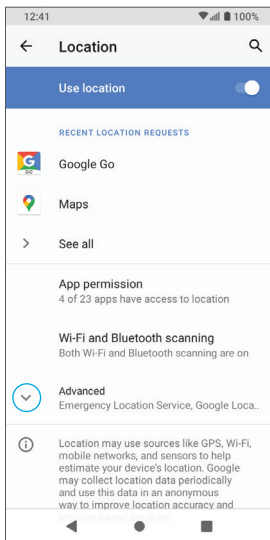 12:41 100%
Location
Use location
RECENT LOCATION REQUESTS
G
GO
Google Go
Maps
See all
App permission
4 of 23 apps have access to location
Wi-Fi and Bluetooth scanning
Both Wi-Fi and Bluetooth scanning are on
Advanced
Emergency Location Service, Google Loca..
Location may use sources like GPS, Wi-Fi,
mobile networks, and sensors to help
estimate your device's location. Google
may collect location data periodically
and use this data in an anonymous
way to improve location accuracy and